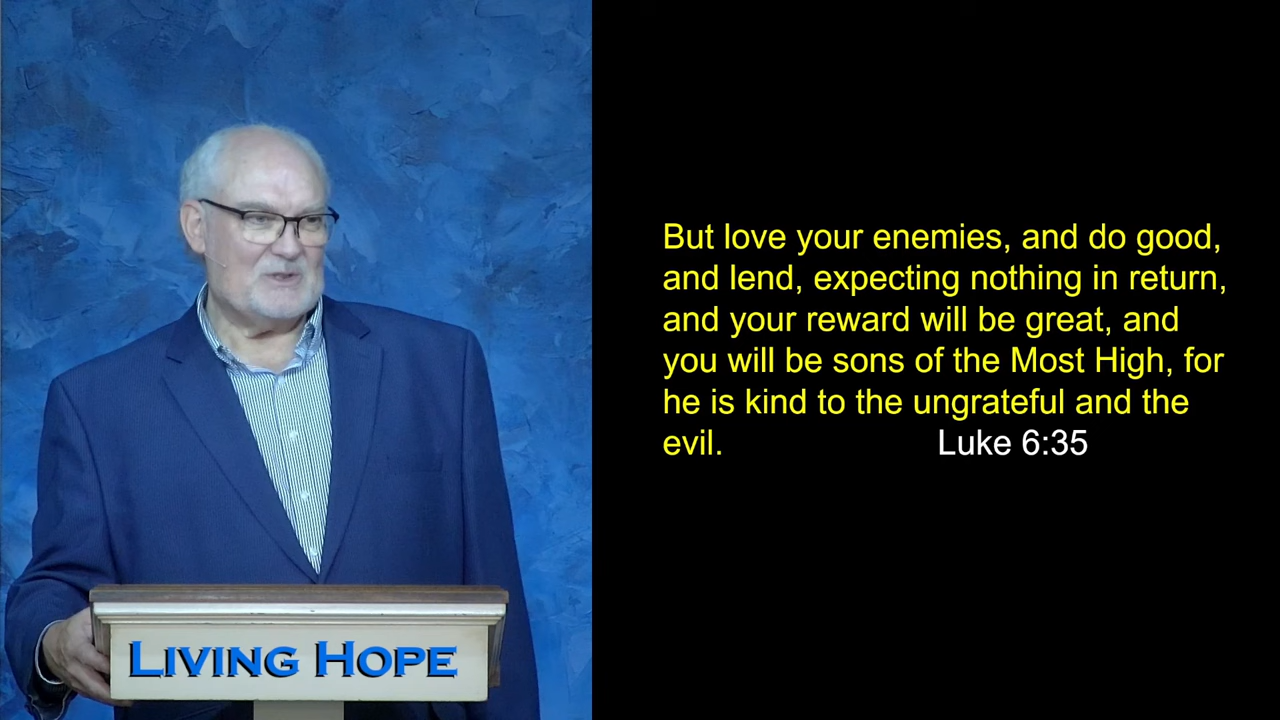 But love your enemies, and do good,
and lend, expecting nothing in return,
and your reward will be great, and
you will be sons of the Most High, for
he is kind to the ungrateful and the
evil. Luke 6:35
LIVING HOPE